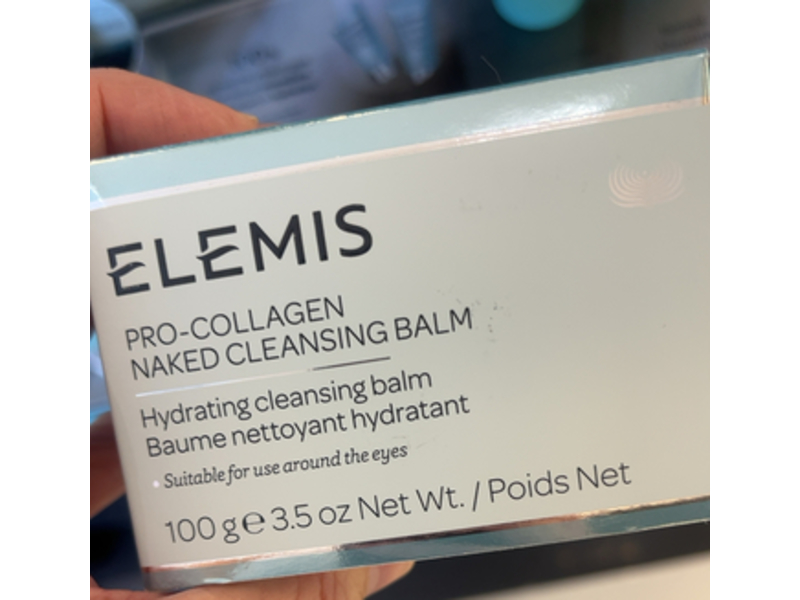 ELEMIS
PRO-COLLAGEN
NAKED CLEANSING BALM
Hydrating cleansing balm
Baume nettoyant hydratant
• Suitable for use around the eyes
100 g e 3.5 oz Net Wt. / Poids Net